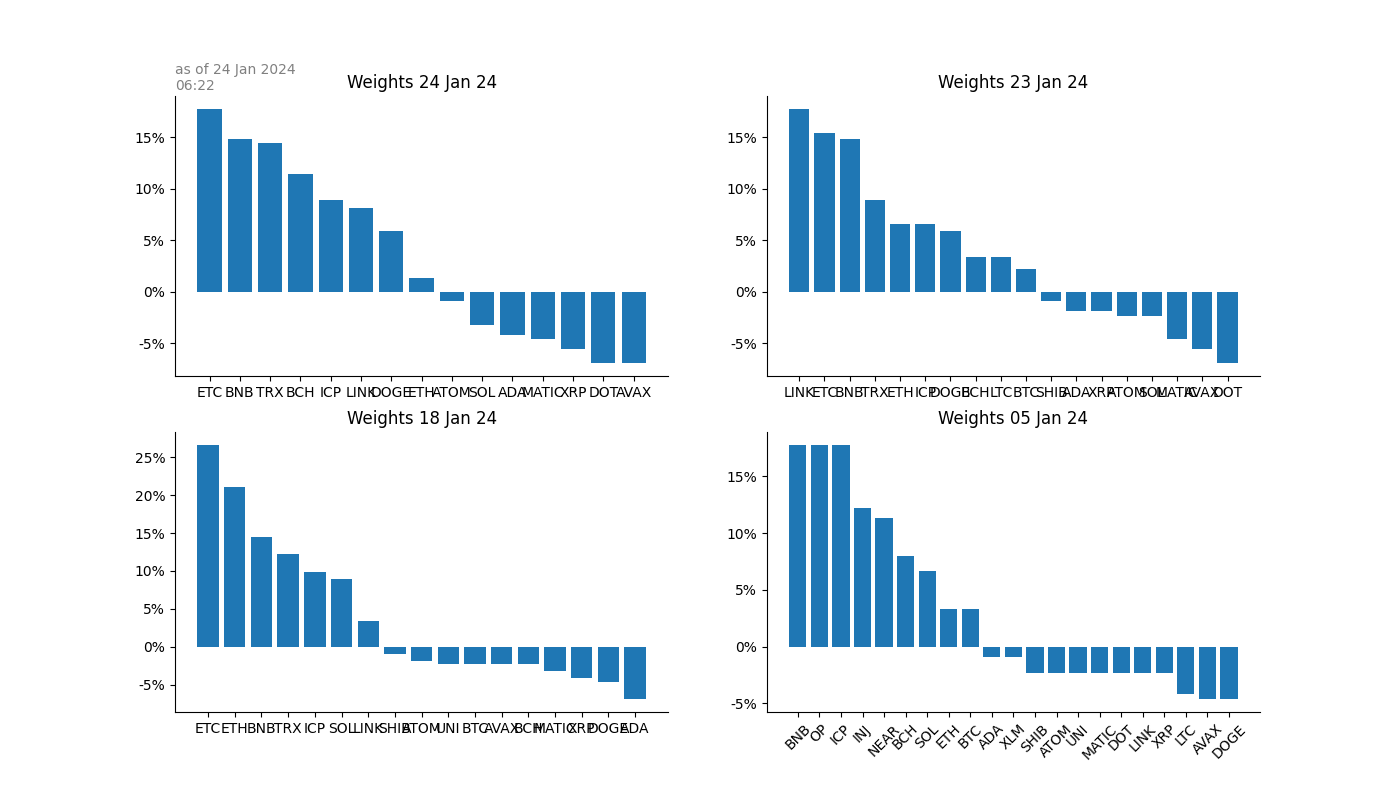 as of 24 Jan 2024
06:22
Weights 24 Jan 24
15%
10%
5%
0%
-5%
ETC BNB TRX BCH ICP LINK DOGE ETH ATOM SOL ADA MATIC XRP DOT AVAX
Weights 23 Jan 24
15%
10%
5%
0%
-5%
LINK ETC BNB TRX ETH ICP DOGE BCH LTC BTC SHIB ADA XRP ATOM SOL MATIC AVAX DOT
Weights 18 Jan 24
25%
20%
15%
10%
5%
0%
-5%
ETC ETH BNB TRX ICP SOL LINK SHIB ATOM UNI BTC AVAX BCH MATIC XRP DOGE ADA
Weights 05 Jan 24
15%
10%
5%
0%
-5%
BNB OP ICP INJ NEAR BCH SOL ETH BTC ADA XLM SHIB ATOM UNI MATIC DOT LINK XRP LTC AVAX DOGE